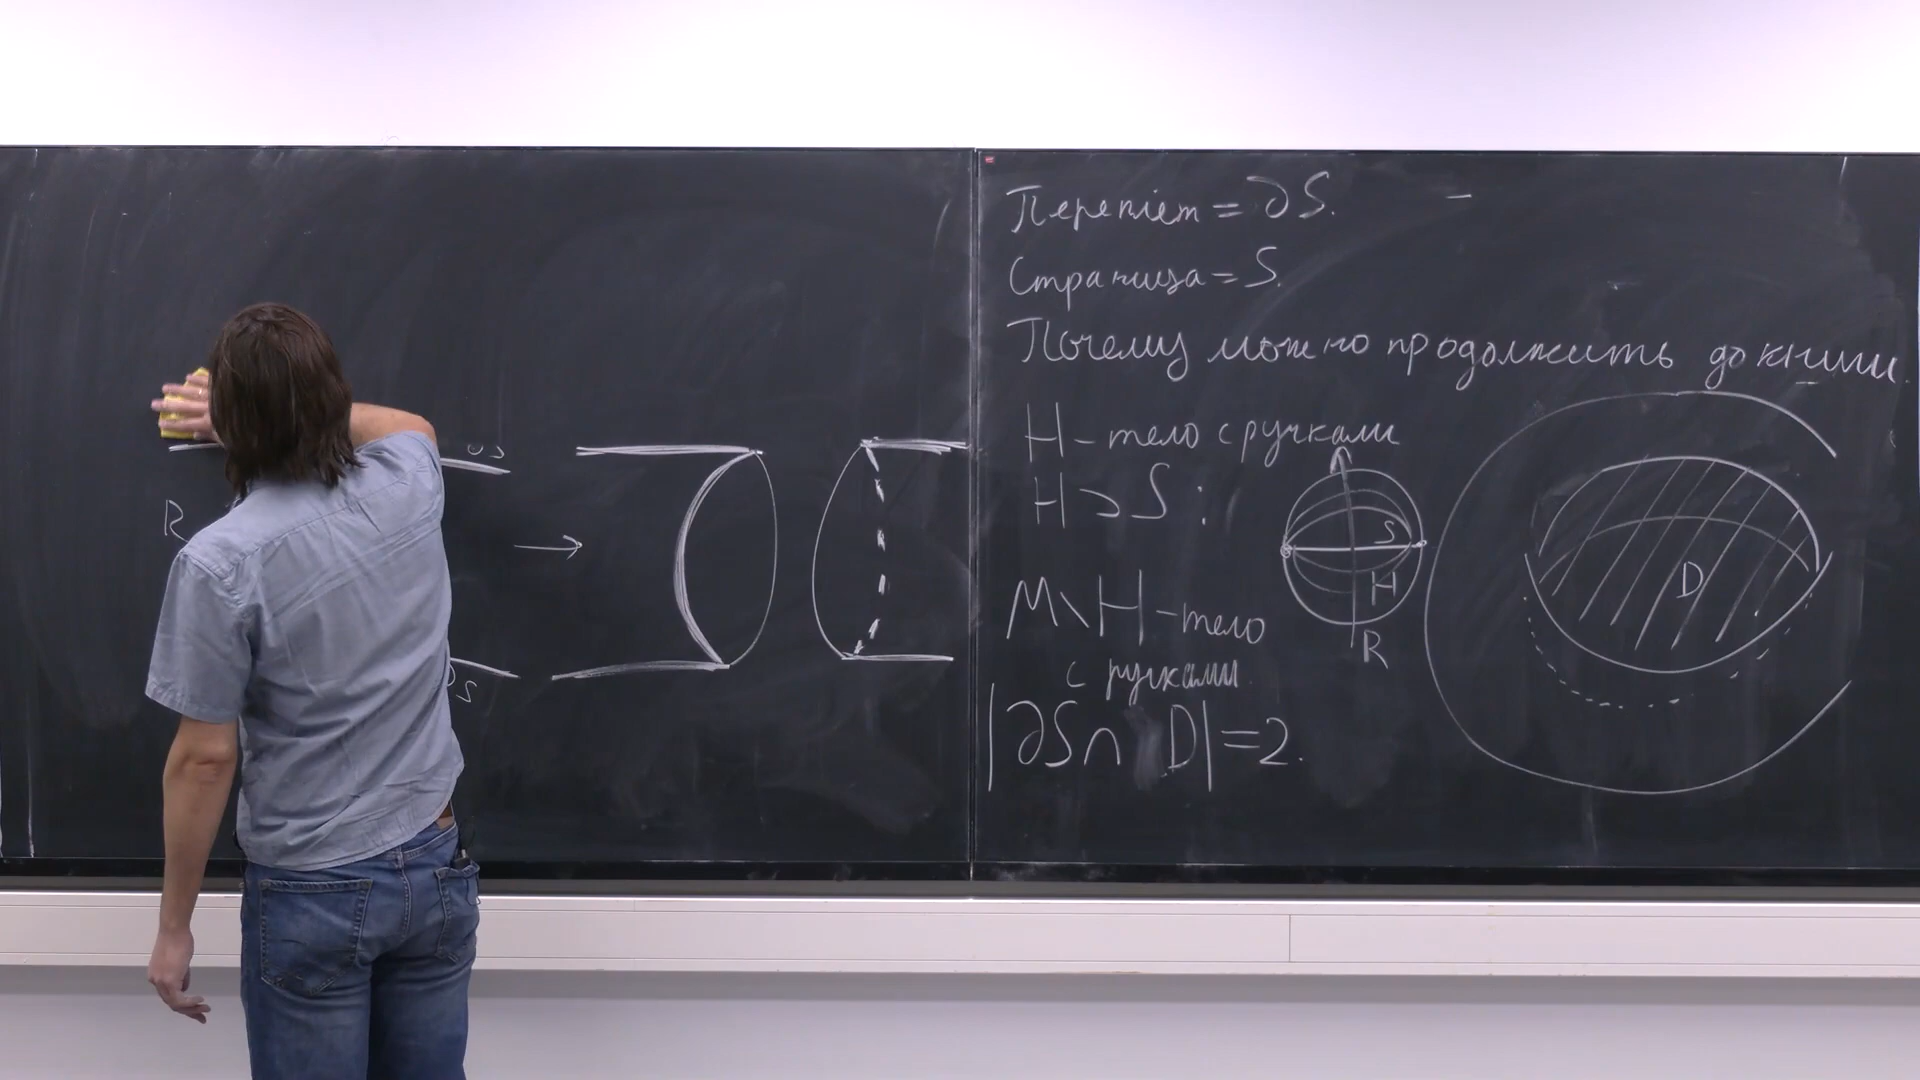 R
∂S
∂S
Переплёт = ∂S.
Страница = S.
Почему можно продолжить до книги.
H – тело с ручками
H ⊃ S :
S
H
R
D
M \ H – тело
с ручками.
|∂S ∩ D| = 2.